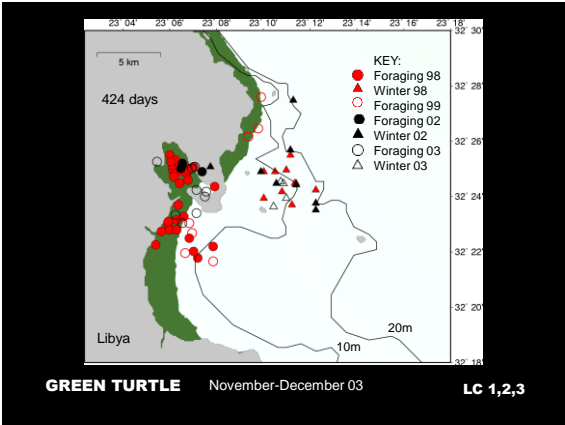 23˚ 04' 23˚ 06' 23˚ 08' 23˚ 10' 23˚ 12' 23˚ 14' 23˚ 16' 23˚ 18'
32˚ 30'
5 km
424 days
KEY:
Foraging 98
Winter 98
Foraging 99
Foraging 02
Winter 02
Foraging 03
Winter 03
32˚ 28'
32˚ 26'
32˚ 24'
32˚ 22'
32˚ 20'
32˚ 18'
Libya
10m
20m
GREEN TURTLE
November-December 03
LC 1,2,3